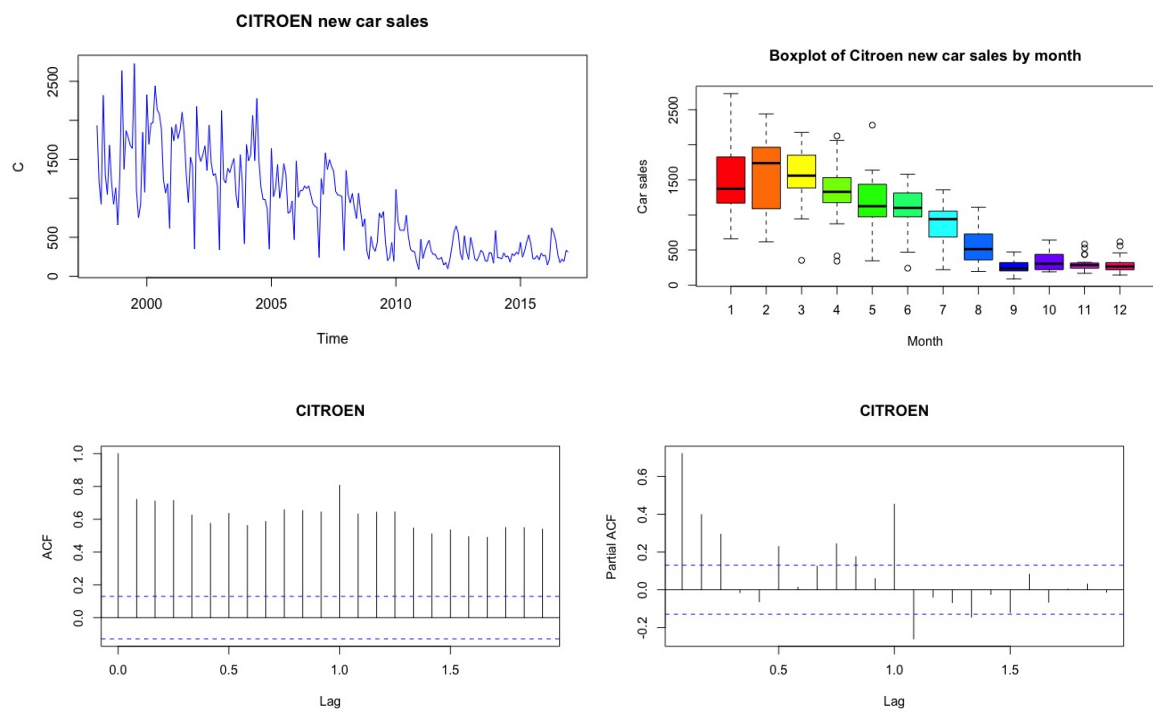 CITROEN new car sales
C
2500
1500
500
0
2000
2005
2010
2015
Time
Boxplot of Citroen new car sales by month
Car sales
2500
1500
500
0
1 2 3 4 5 6 7 8 9 10 11 12
Month
CITROEN
ACF
1.0
0.8
0.6
0.4
0.2
0.0
0.0 0.5 1.0 1.5
Lag
CITROEN
Partial ACF
0.6
0.4
0.2
0.0
-0.2
0.5 1.0 1.5
Lag